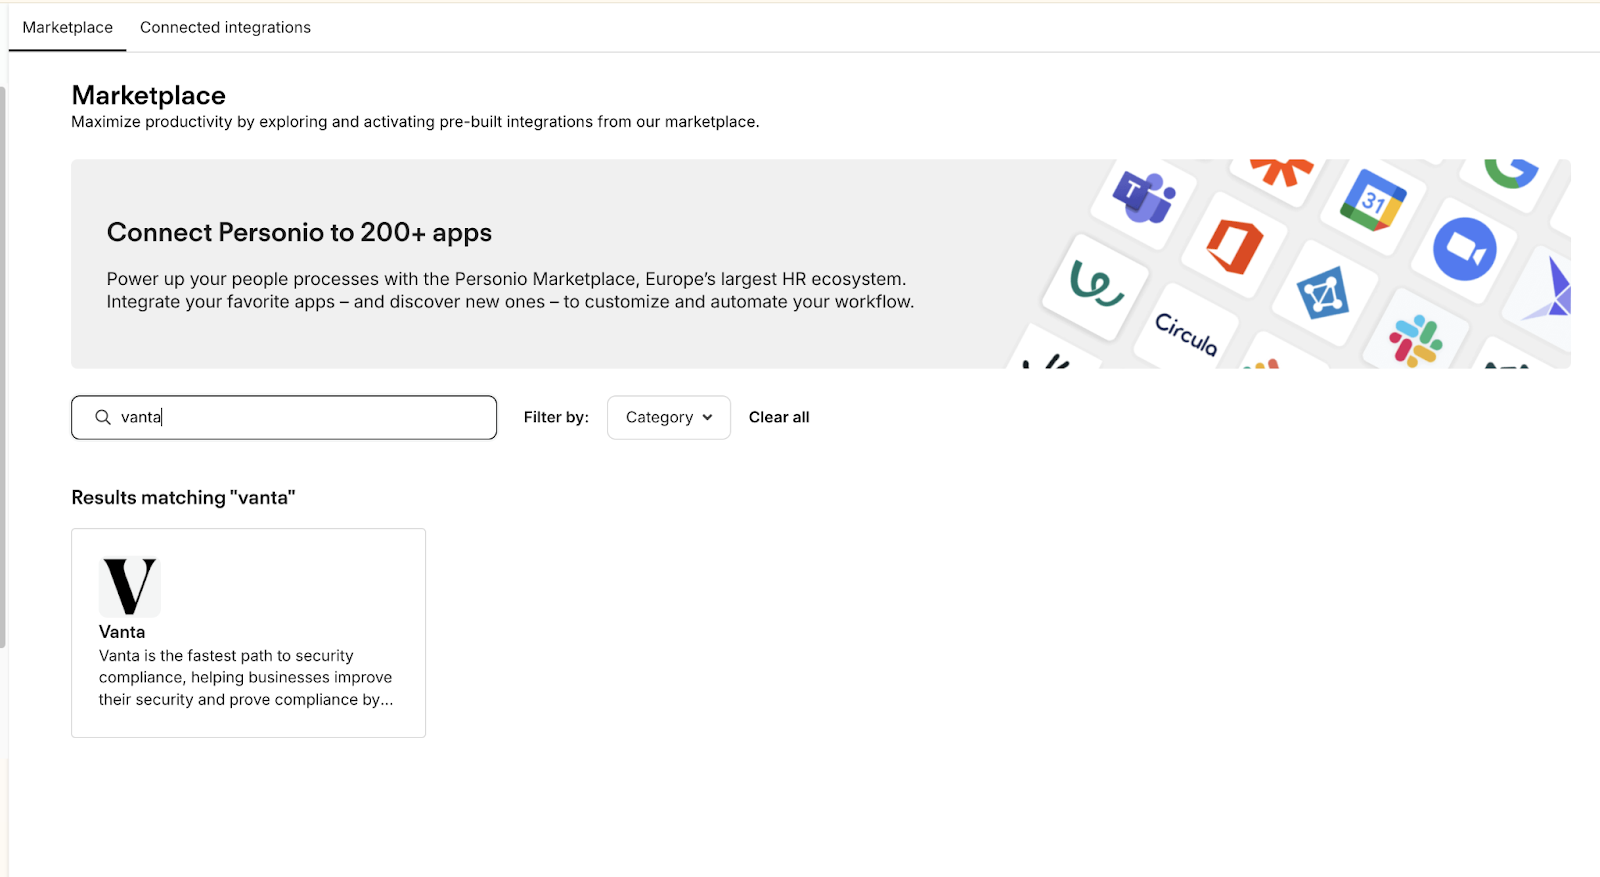 Marketplace
Connected integrations
Marketplace
Maximize productivity by exploring and activating pre-built integrations from our marketplace.
Connect Personio to 200+ apps
Power up your people processes with the Personio Marketplace, Europe's largest HR ecosystem.
Integrate your favorite apps – and discover new ones – to customize and automate your workflow.
T
31
Circula
vanta
Filter by:
Category
Clear all
Results matching "vanta"
V
Vanta
Vanta is the fastest path to security
compliance, helping businesses improve
their security and prove compliance by...